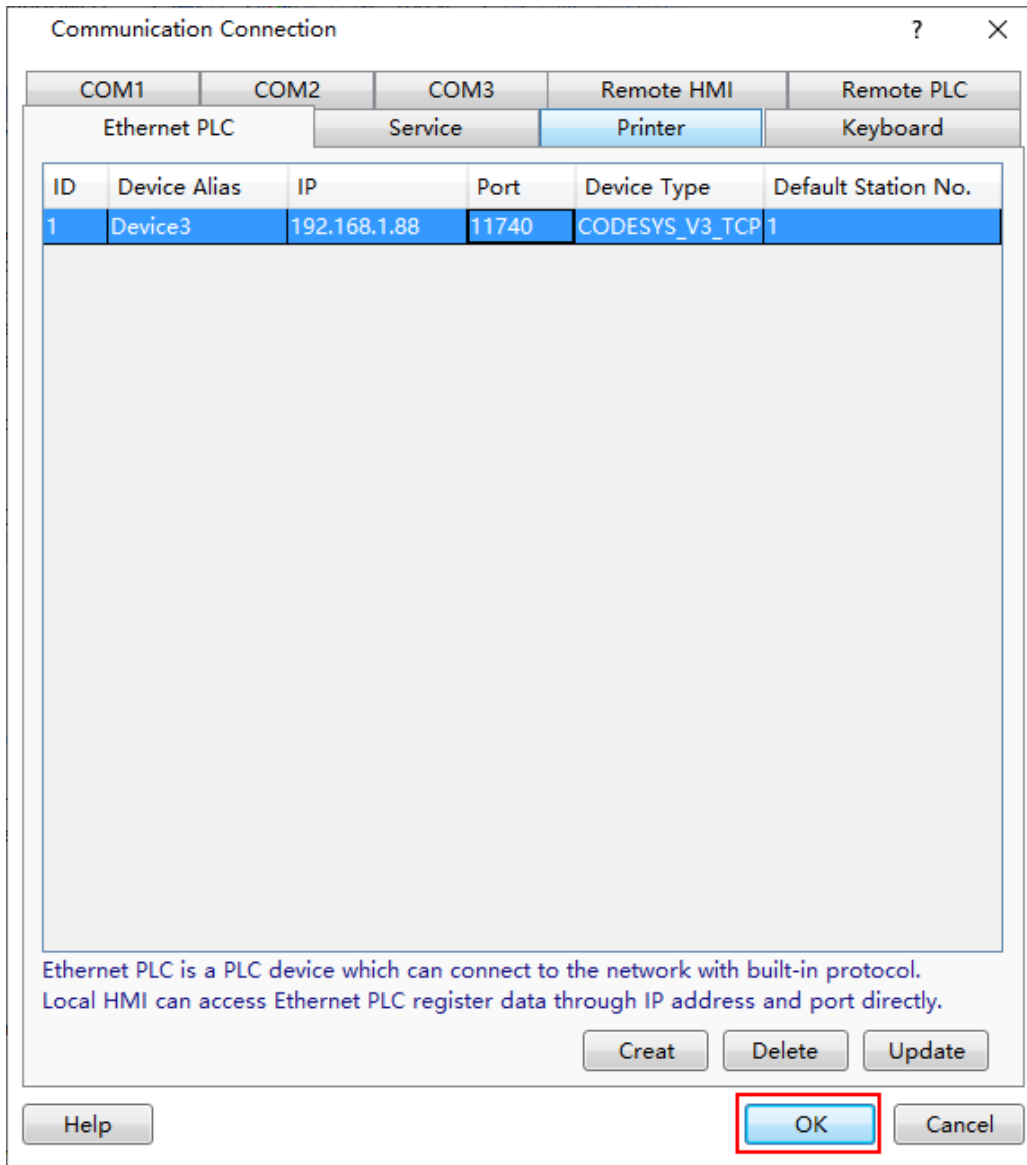 Communication Connection ? ×
COM1 COM2 COM3 Remote HMI Remote PLC
Ethernet PLC Service Printer Keyboard
ID Device Alias IP Port Device Type Default Station No.
1 Device3 192.168.1.88 11740 CODESYS_V3_TCP 1
Ethernet PLC is a PLC device which can connect to the network with built-in protocol.
Local HMI can access Ethernet PLC register data through IP address and port directly.
Creat Delete Update
Help OK Cancel